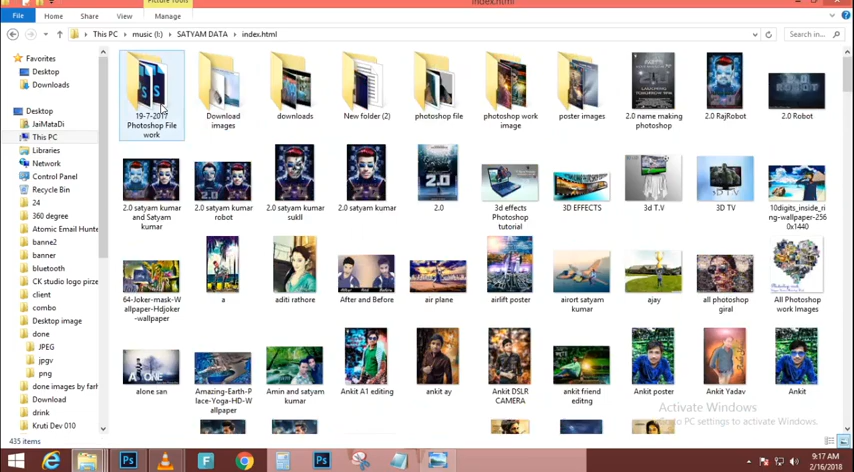 Picture Tools
index.html
File
Home
Share
View
Manage
This PC
music (I:)
SATYAM DATA
index.html
Search in...
Favorites
Desktop
Downloads
Desktop
JaiMataDi
This PC
Libraries
Network
Control Panel
Recycle Bin
24
360 degree
Atomic Email Hunte
banne2
banner
bluetooth
CK studio logo pirze
client
combo
Desktop image
done
JPEG
jpgv
png
done images by farh
Download
drink
Kruti Dev 010
19-7-2017
Photoshop File
work
Download
images
downloads
New folder (2)
photoshop file
photoshop work
image
poster images
2.0 name making
photoshop
2.0 RajRobot
2.0 Robot
2.0 satyam kumar
and Satyam
kumar
2.0 satyam kumar
robot
2.0 satyam kumar
sukll
2.0 satyam kumar
2.0
3d effects
Photoshop
tutorial
3D EFFECTS
3d T.V
3D TV
10digits_inside_ri
ng-wallpaper-256
0x1440
64-Joker-mask-W
allpaper-Hdjoker
-wallpaper
a
aditi rathore
After and Before
air plane
airlift poster
airort satyam
kumar
ajay
all photoshop
giral
All Photoshop
work Images
alone san
Amazing-Earth-P
lace-Yoga-HD-W
allpaper
Amin and satyam
kumar
Ankit A1 editing
ankit ay
Ankit DSLR
CAMERA
ankit friend
editng
Ankit poster
Ankit Yadav
Ankit
Activate Windows
Go to PC settings to activate Windows.
435 items
9:17 AM
2/16/2018